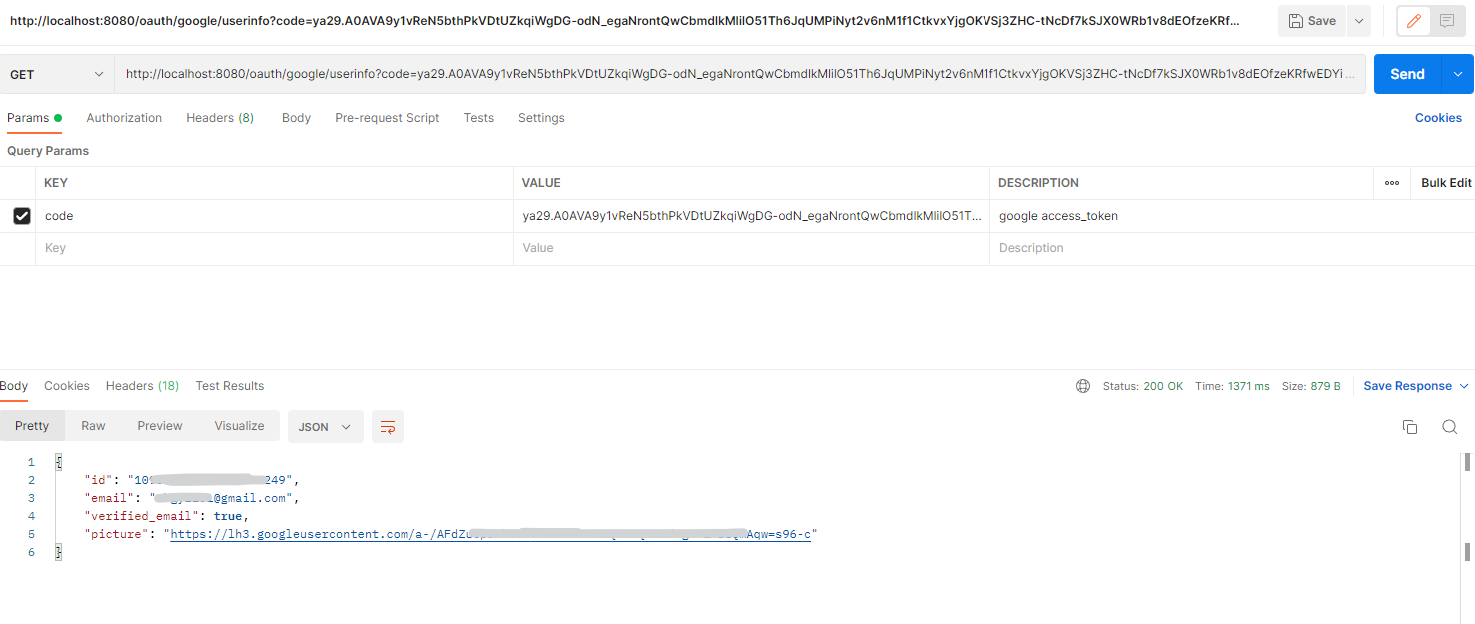 http://localhost:8080/oauth/google/userinfo?code=ya29.A0AVA9y1vReN5bthPkVDtUZkqiWgDG-odN_egaNrontQwCbmdlkMlilO51Th6JqUMPiNyt2v6nM1f1CtkvxYjgOKVSj3ZHC-tNcDf7kSJX0WRb1v8dEOfzeKRf... Save
GET http://localhost:8080/oauth/google/userinfo?code=ya29.A0AVA9y1vReN5bthPkVDtUZkqiWgDG-odN_egaNrontQwCbmdlkMlilO51Th6JqUMPiNyt2v6nM1f1CtkvxYjgOKVSj3ZHC-tNcDf7kSJX0WRb1v8dEOfzeKRfwEDYi ... Send
Params Authorization Headers (8) Body Pre-request Script Tests Settings Cookies
Query Params
KEY VALUE DESCRIPTION ooo Bulk Edit
code ya29.A0AVA9y1vReN5bthPkVDtUZkqiWgDG-odN_egaNrontQwCbmdlkMlilO51T... google access_token
Key Value Description
Body Cookies Headers (18) Test Results Status: 200 OK Time: 1371 ms Size: 879 B Save Response
Pretty Raw Preview Visualize JSON
1 {
2 "id": "10 249",
3 "email": " @gmail.com",
4 "verified_email": true,
5 "picture": "https://lh3.googleusercontent.com/a-/AFdZ Aqw=s96-c"
6 }